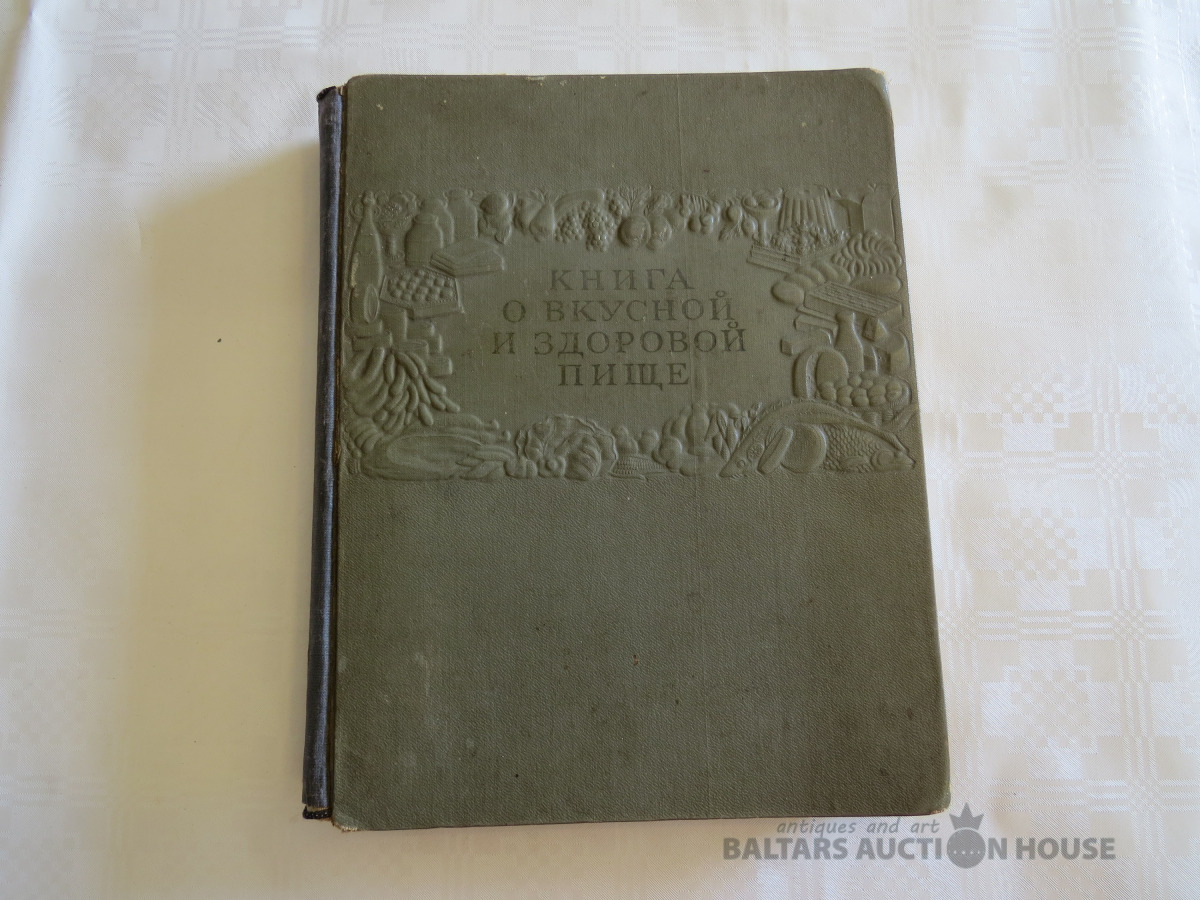 КНИГА
О ВКУСНОЙ
И ЗДОРОВОЙ
ПИЩЕ
antiques and art
BALTARS AUCTION HOUSE